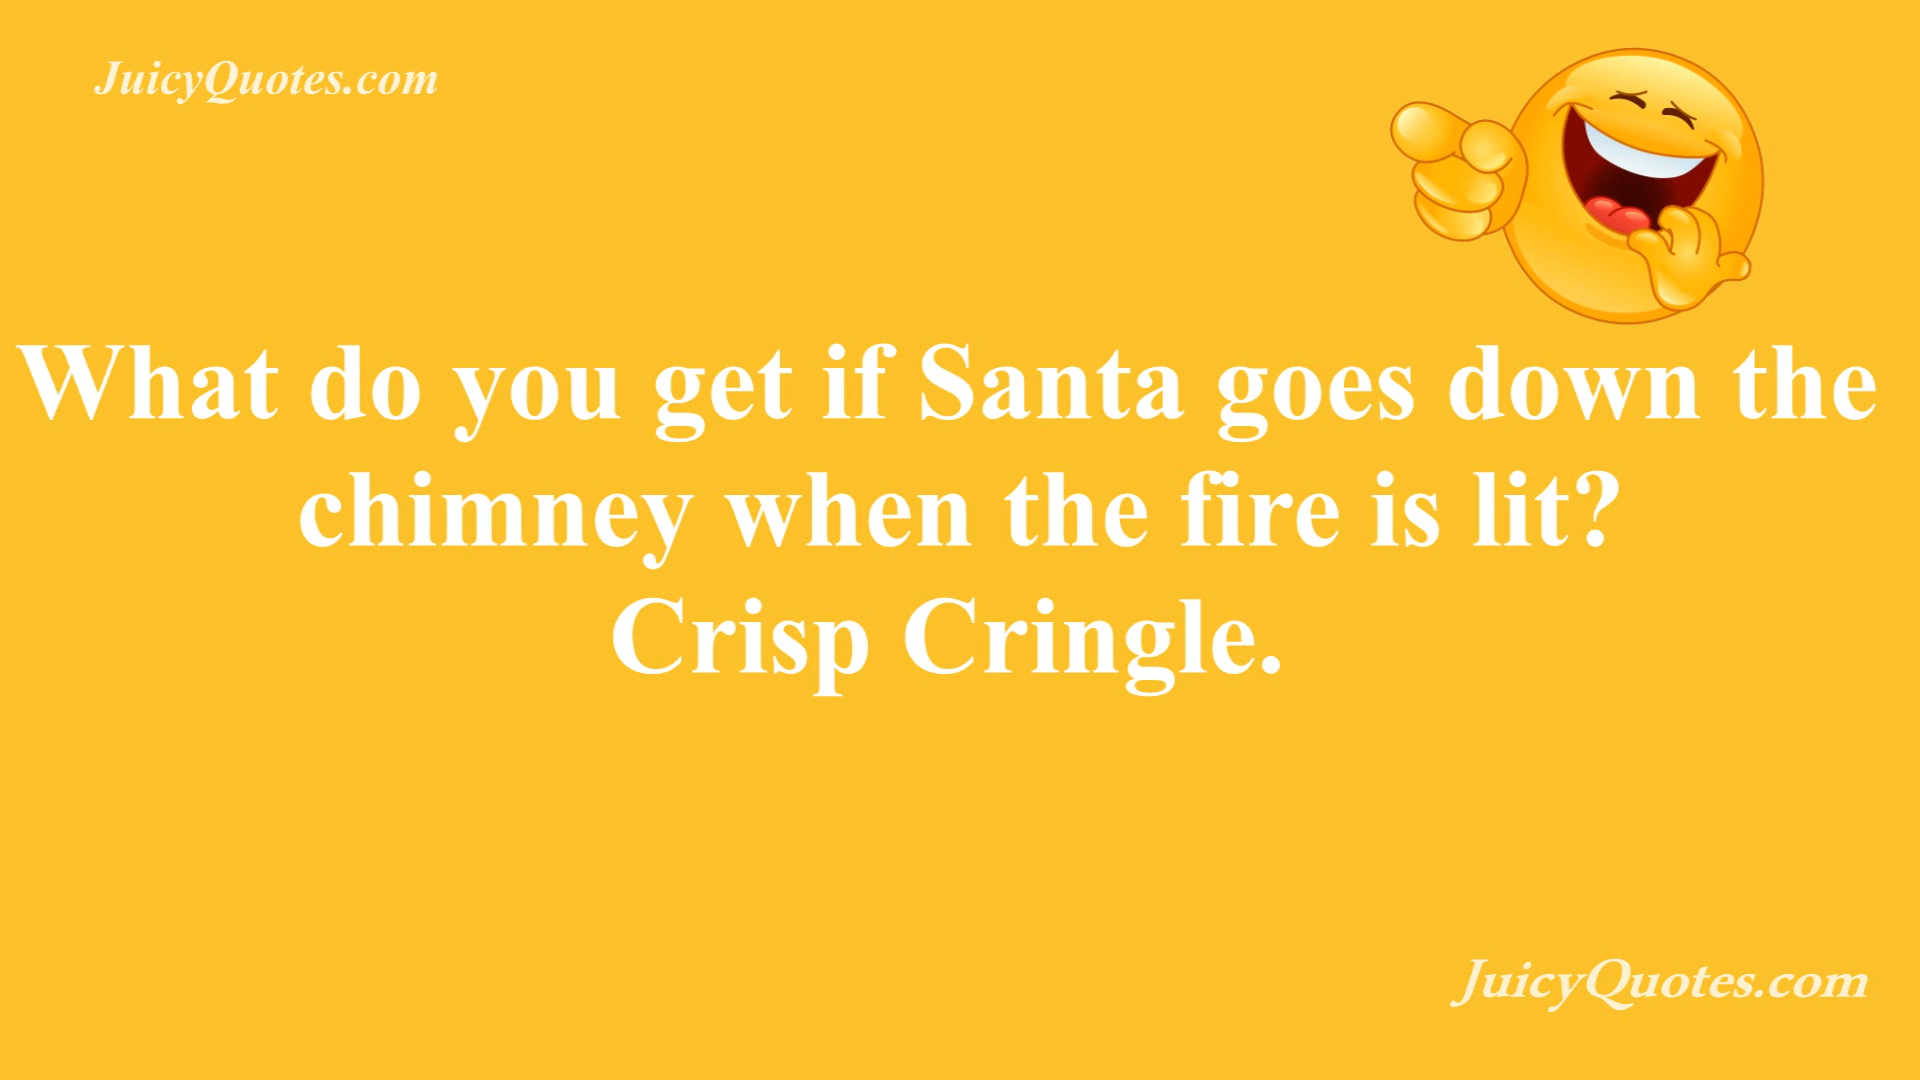 JuicyQuotes.com
What do you get if Santa goes down the
chimney when the fire is lit?
Crisp Cringle.
JuicyQuotes.com